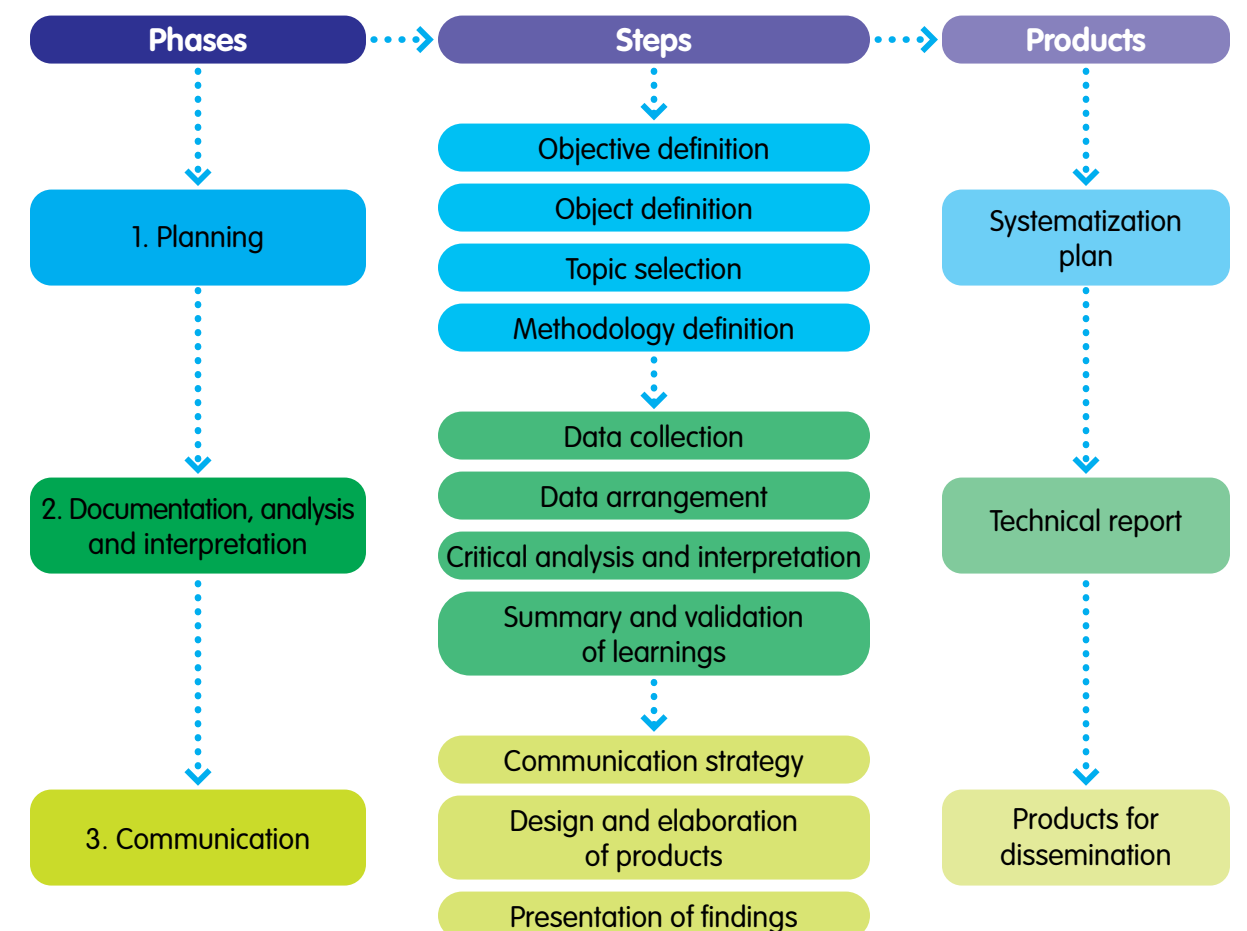 Phases
Steps
Products
Objective definition
Object definition
Topic selection
Methodology definition
1. Planning
Systematization
plan
Data collection
Data arrangement
Critical analysis and interpretation
Summary and validation
of learnings
2. Documentation, analysis
and interpretation
Technical report
Communication strategy
Design and elaboration
of products
Presentation of findings
3. Communication
Products for
dissemination